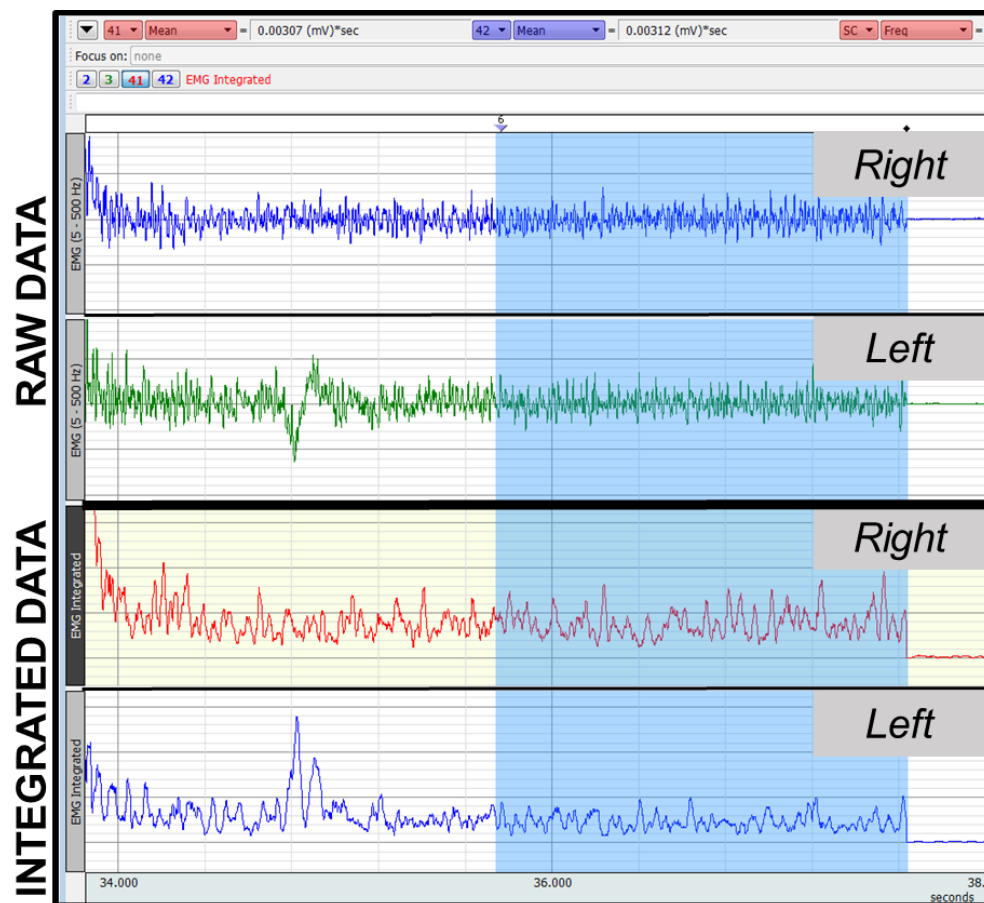 41 Mean = 0.00307 (mV)*sec 42 Mean = 0.00312 (mV)*sec SC Freq =
Focus on: none
2 3 41 42 EMG Integrated
6
RAW DATA
EMG (5 - 500 Hz)
Right
EMG (5 - 500 Hz)
Left
INTEGRATED DATA
EMG Integrated
Right
EMG Integrated
Left
34.000 36.000 38.
seconds